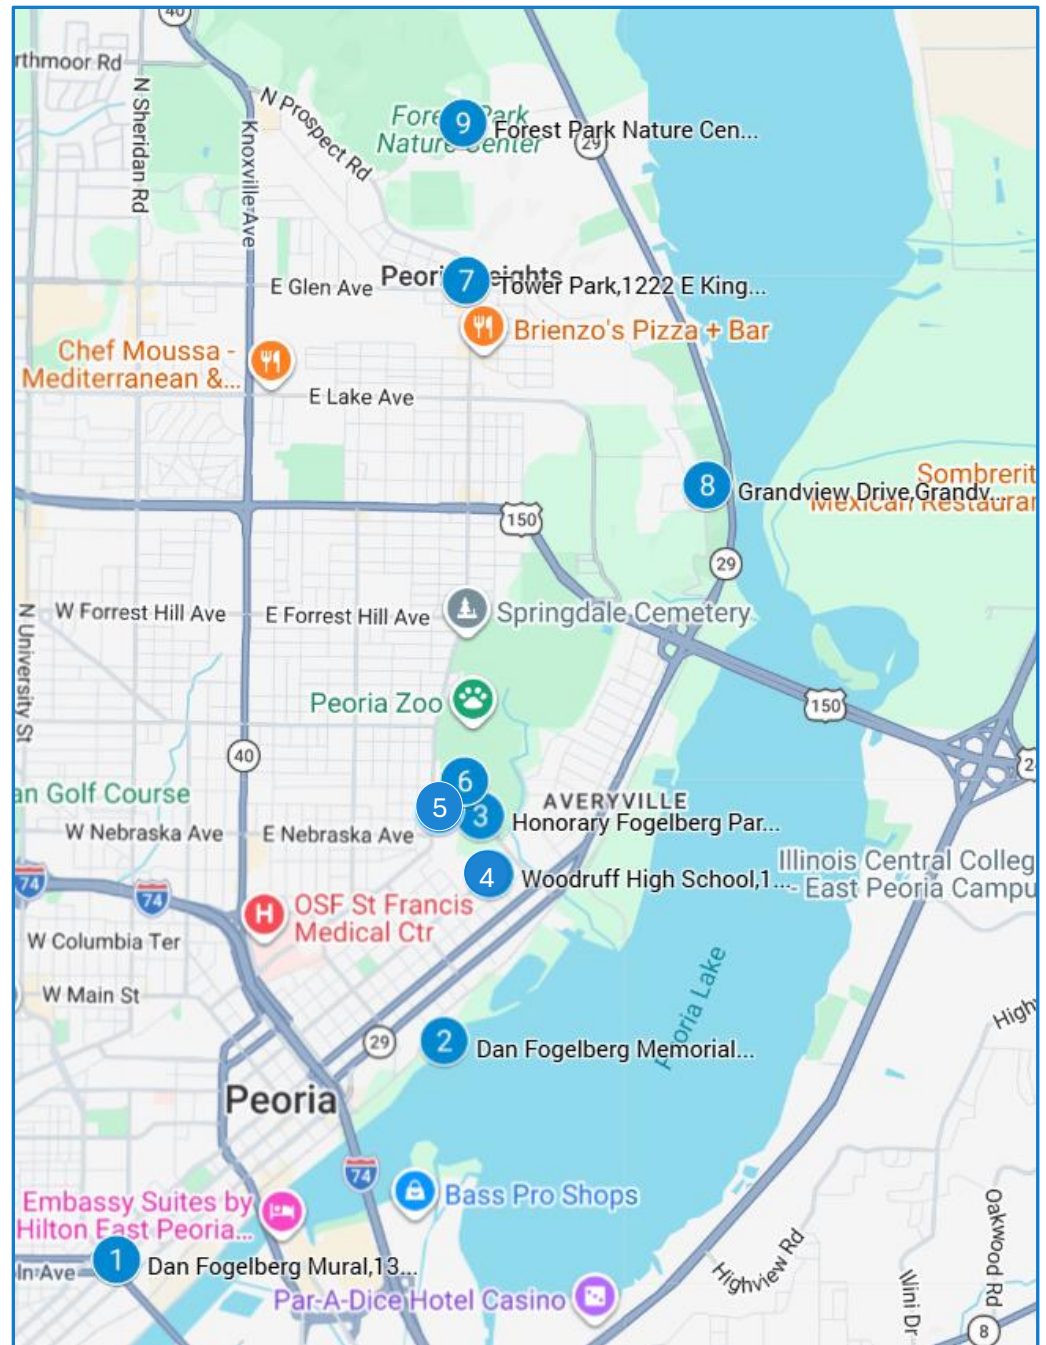 40
rthmoor Rd
N Sheridan Rd
N Prospect Rd
Knoxville Ave
Forest Park
Nature Center
9
Forest Park Nature Cen...
29
E Glen Ave
Peoria Heights
7
Tower Park,1222 E King...
Brienzo's Pizza + Bar
Chef Moussa -
Mediterranean &...
E Lake Ave
8
Grandview Drive,Grandv...
Sombrerit
Mexican Restaurar
150
29
N University St
W Forrest Hill Ave
E Forrest Hill Ave
Springdale Cemetery
Peoria Zoo
150
40
24
an Golf Course
6
5
3
AVERYVILLE
Honorary Fogelberg Par...
W Nebraska Ave
E Nebraska Ave
4
Woodruff High School,1...
Illinois Central Colleg
- East Peoria Campu
74
74
H
OSF St Francis
Medical Ctr
W Columbia Ter
W Main St
Peoria Lake
High
29
2
Dan Fogelberg Memorial...
Peoria
74
Bass Pro Shops
Embassy Suites by
Hilton East Peoria...
1
Dan Fogelberg Mural,13...
ln Ave
Par-A-Dice Hotel Casino
Highview Rd
Wini Dr
Oakwood Rd
8